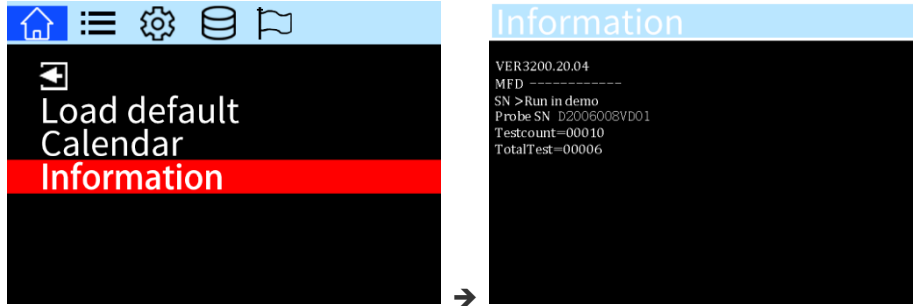 Load default
Calendar
Information
➔
Information
VER3200.20.04
MFD ------------
SN >Run in demo
Probe SN D2006008VD01
Testcount=00010
TotalTest=00006